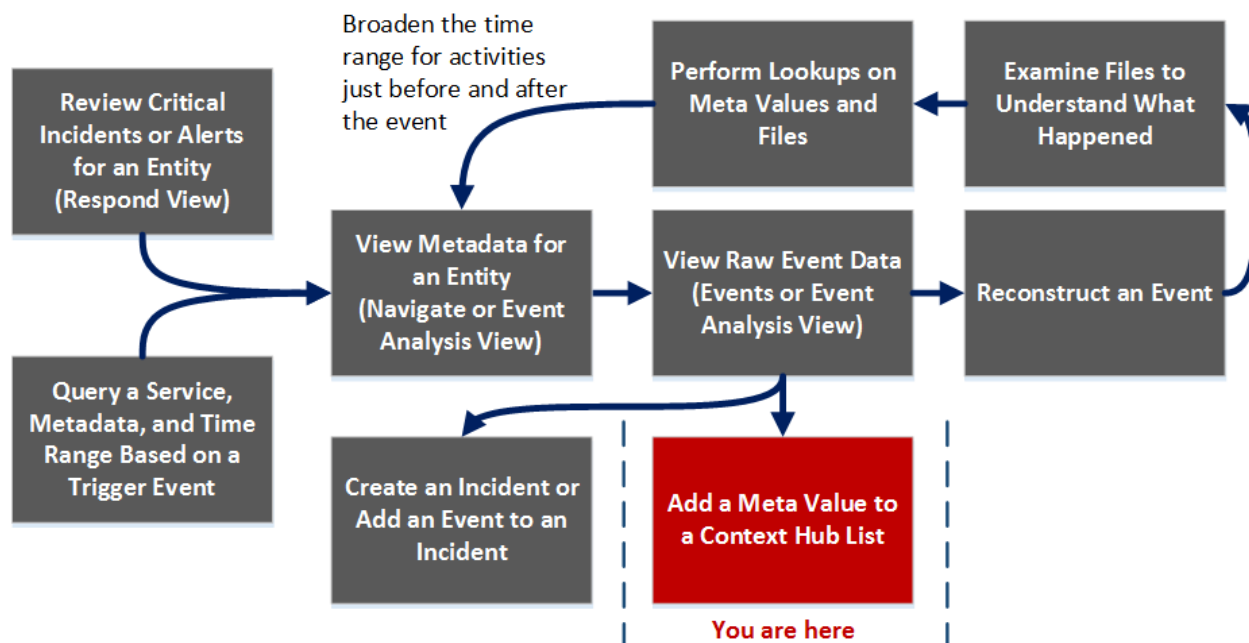 Broaden the time
range for activities
just before and after
the event
Review Critical
Incidents or Alerts
for an Entity
(Respond View)
Perform Lookups on
Meta Values and
Files
Examine Files to
Understand What
Happened
View Metadata for
an Entity
(Navigate or Event
Analysis View)
View Raw Event Data
(Events or Event
Analysis View)
Reconstruct an Event
Query a Service,
Metadata, and Time
Range Based on a
Trigger Event
Create an Incident or
Add an Event to an
Incident
Add a Meta Value to
a Context Hub List
You are here